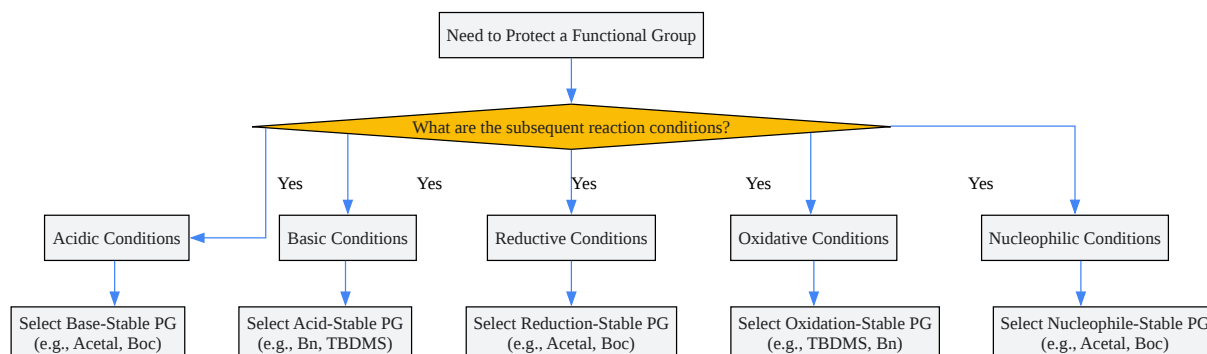 Need to Protect a Functional Group
What are the subsequent reaction conditions?
Yes
Yes
Yes
Yes
Yes
Acidic Conditions
Basic Conditions
Reductive Conditions
Oxidative Conditions
Nucleophilic Conditions
Select Base-Stable PG
(e.g., Acetal, Boc)
Select Acid-Stable PG
(e.g., Bn, TBDMS)
Select Reduction-Stable PG
(e.g., Acetal, Boc)
Select Oxidation-Stable PG
(e.g., TBDMS, Bn)
Select Nucleophile-Stable PG
(e.g., Acetal, Boc)